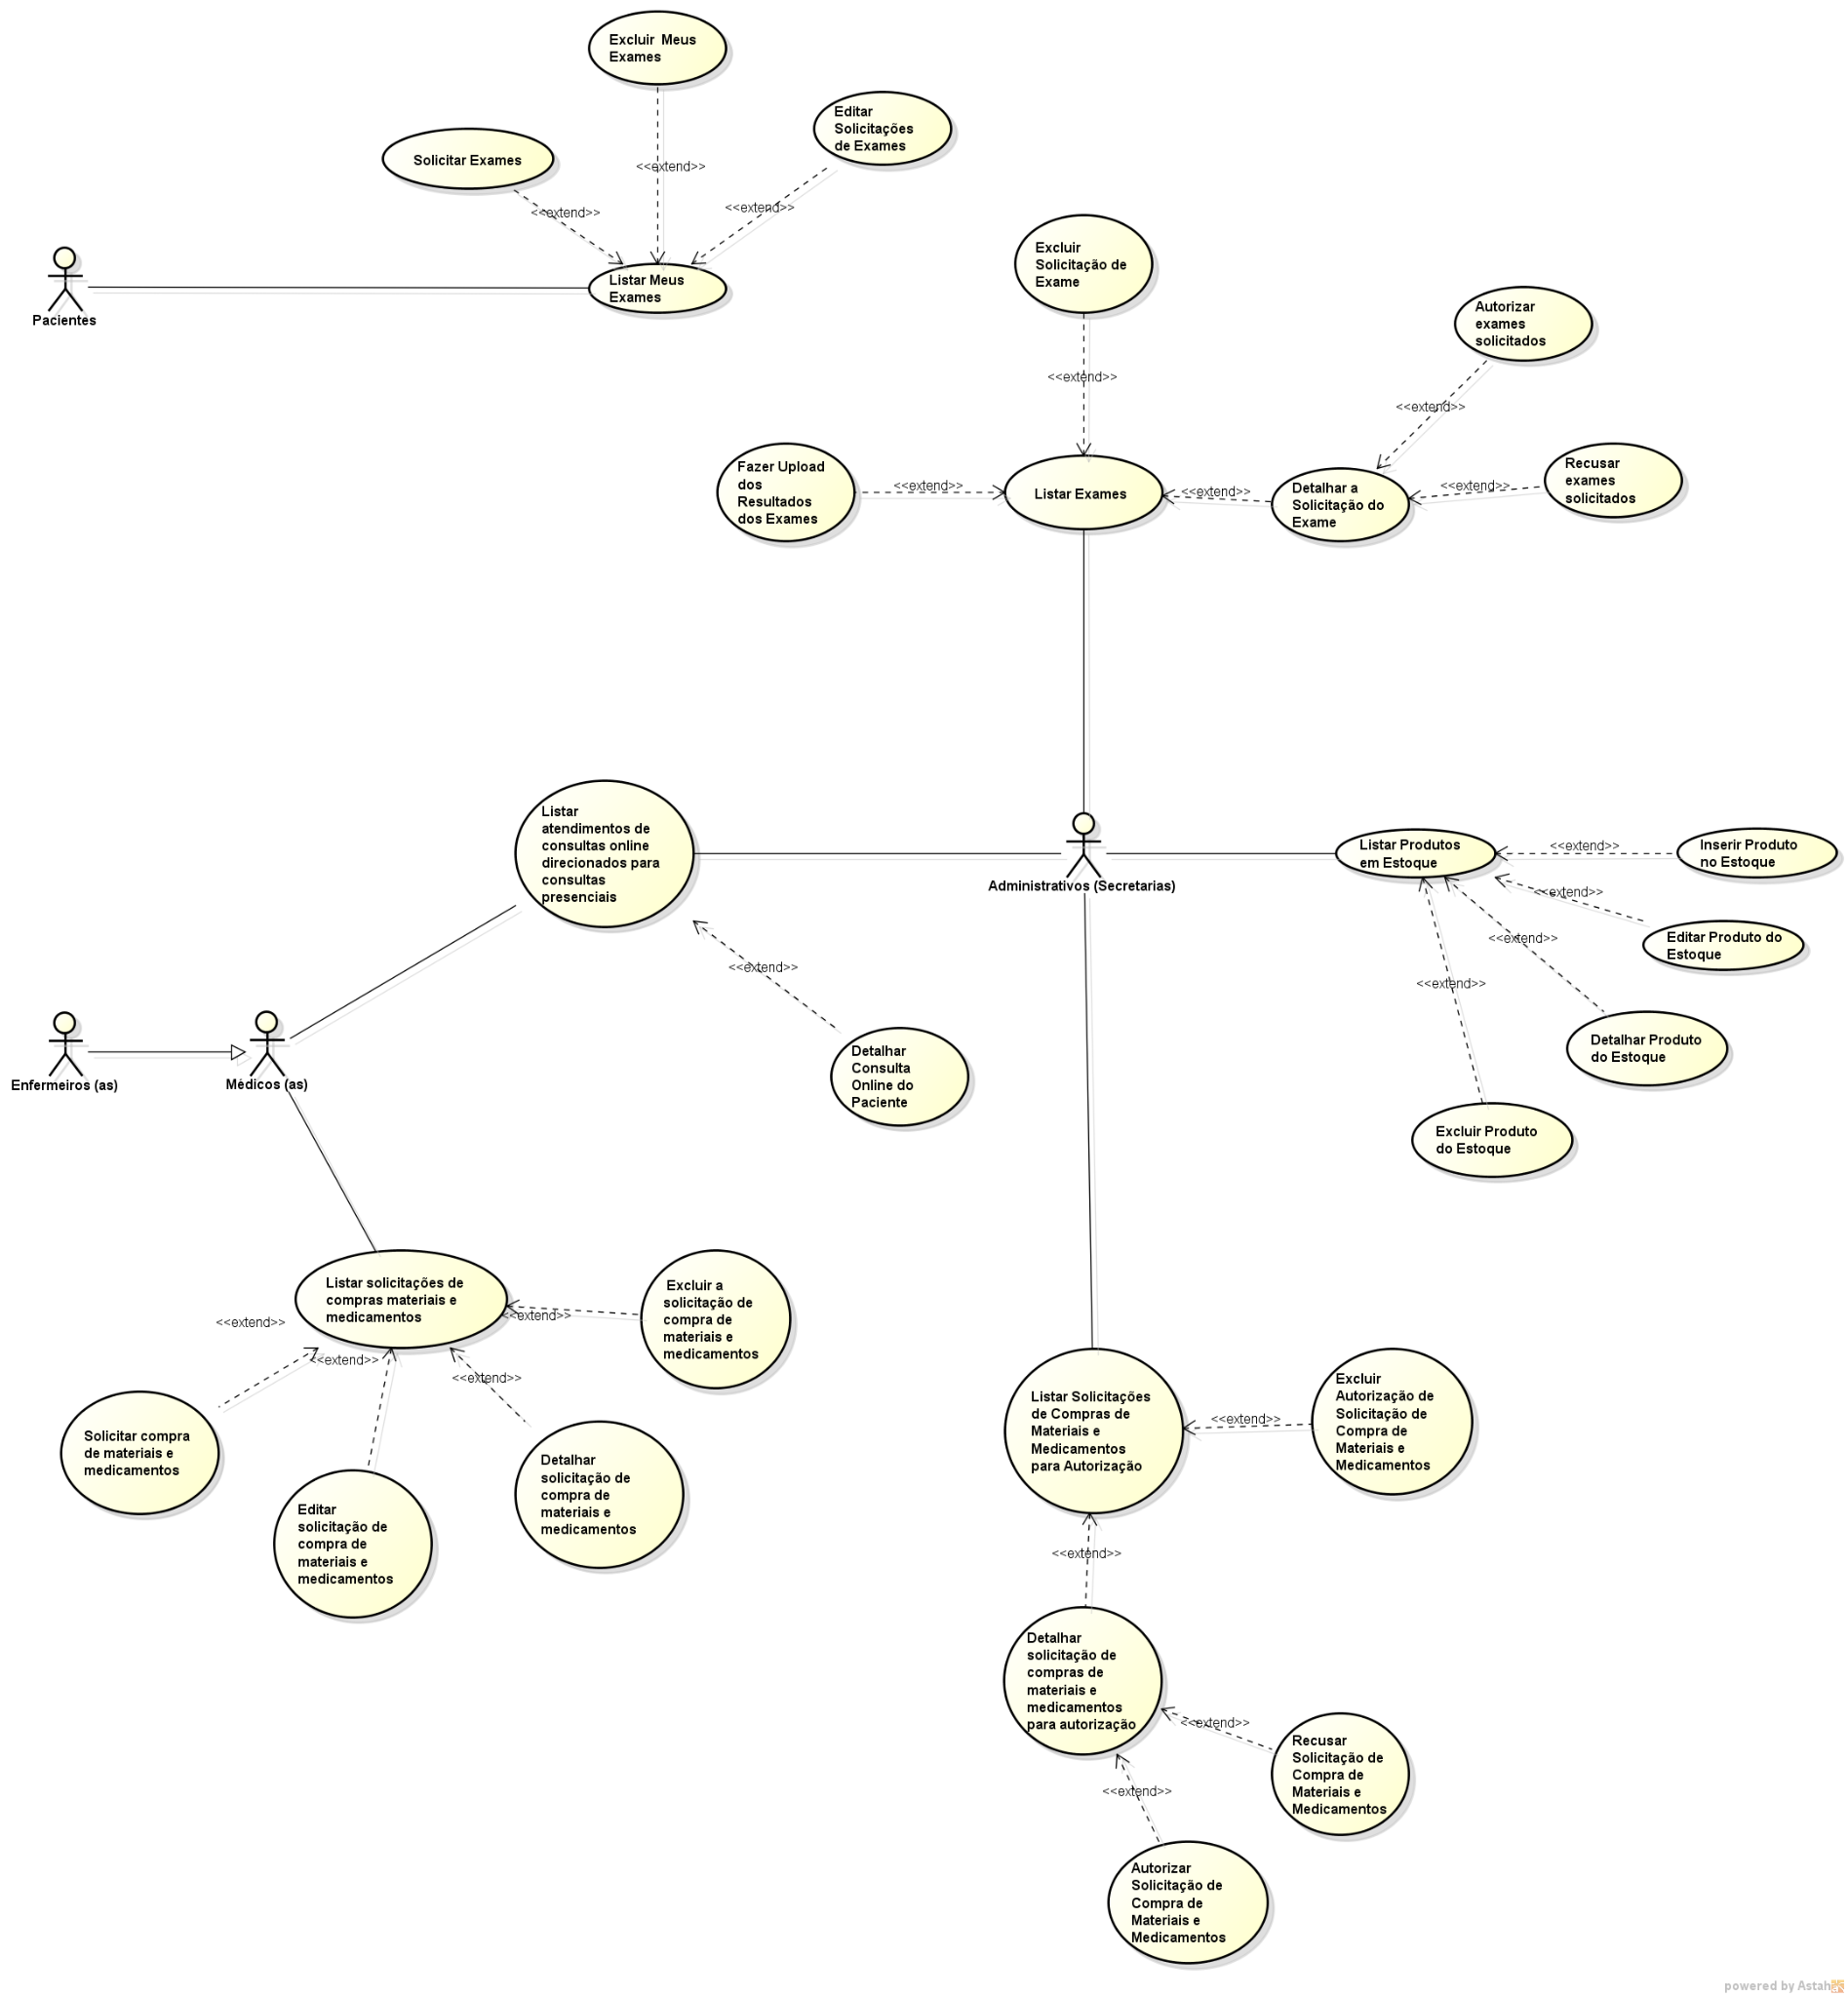 Excluir Meus
Exames
Editar
Solicitações
de Exames
Solicitar Exames
<<extend>>
<<extend>>
<<extend>>
Listar Meus
Exames
Pacientes
Excluir
Solicitação de
Exame
Autorizar
exames
solicitados
<<extend>>
<<extend>>
Fazer Upload
dos
Resultados
dos Exames
<<extend>>
Listar Exames
<<extend>>
Detalhar a
Solicitação do
Exame
<<extend>>
Recusar
exames
solicitados
Listar
atendimentos de
consultas online
direcionados para
consultas
presenciais
Administrativos (Secretarias)
Listar Produtos
em Estoque
<<extend>>
Inserir Produto
no Estoque
<<extend>>
Editar Produto do
Estoque
<<extend>>
<<extend>>
<<extend>>
Detalhar Produto
do Estoque
Enfermeiros (as)
Médicos (as)
Detalhar
Consulta
Online do
Paciente
Excluir Produto
do Estoque
Listar solicitações de
compras materiais e
medicamentos
<<extend>>
Excluir a
solicitação de
compra de
materiais e
medicamentos
<<extend>>
<<extend>>
<<extend>>
Solicitar compra
de materiais e
medicamentos
Editar
solicitação de
compra de
materiais e
medicamentos
Detalhar
solicitação de
compra de
materiais e
medicamentos
Listar Solicitações
de Compras de
Materiais e
Medicamentos
para Autorização
<<extend>>
Excluir
Autorização de
Solicitação de
Compra de
Materiais e
Medicamentos
<<extend>>
Detalhar
solicitação de
compras de
materiais e
medicamentos
para autorização
<<extend>>
Recusar
Solicitação de
Compra de
Materiais e
Medicamentos
<<extend>>
Autorizar
Solicitação de
Compra de
Materiais e
Medicamentos
powered by Astah